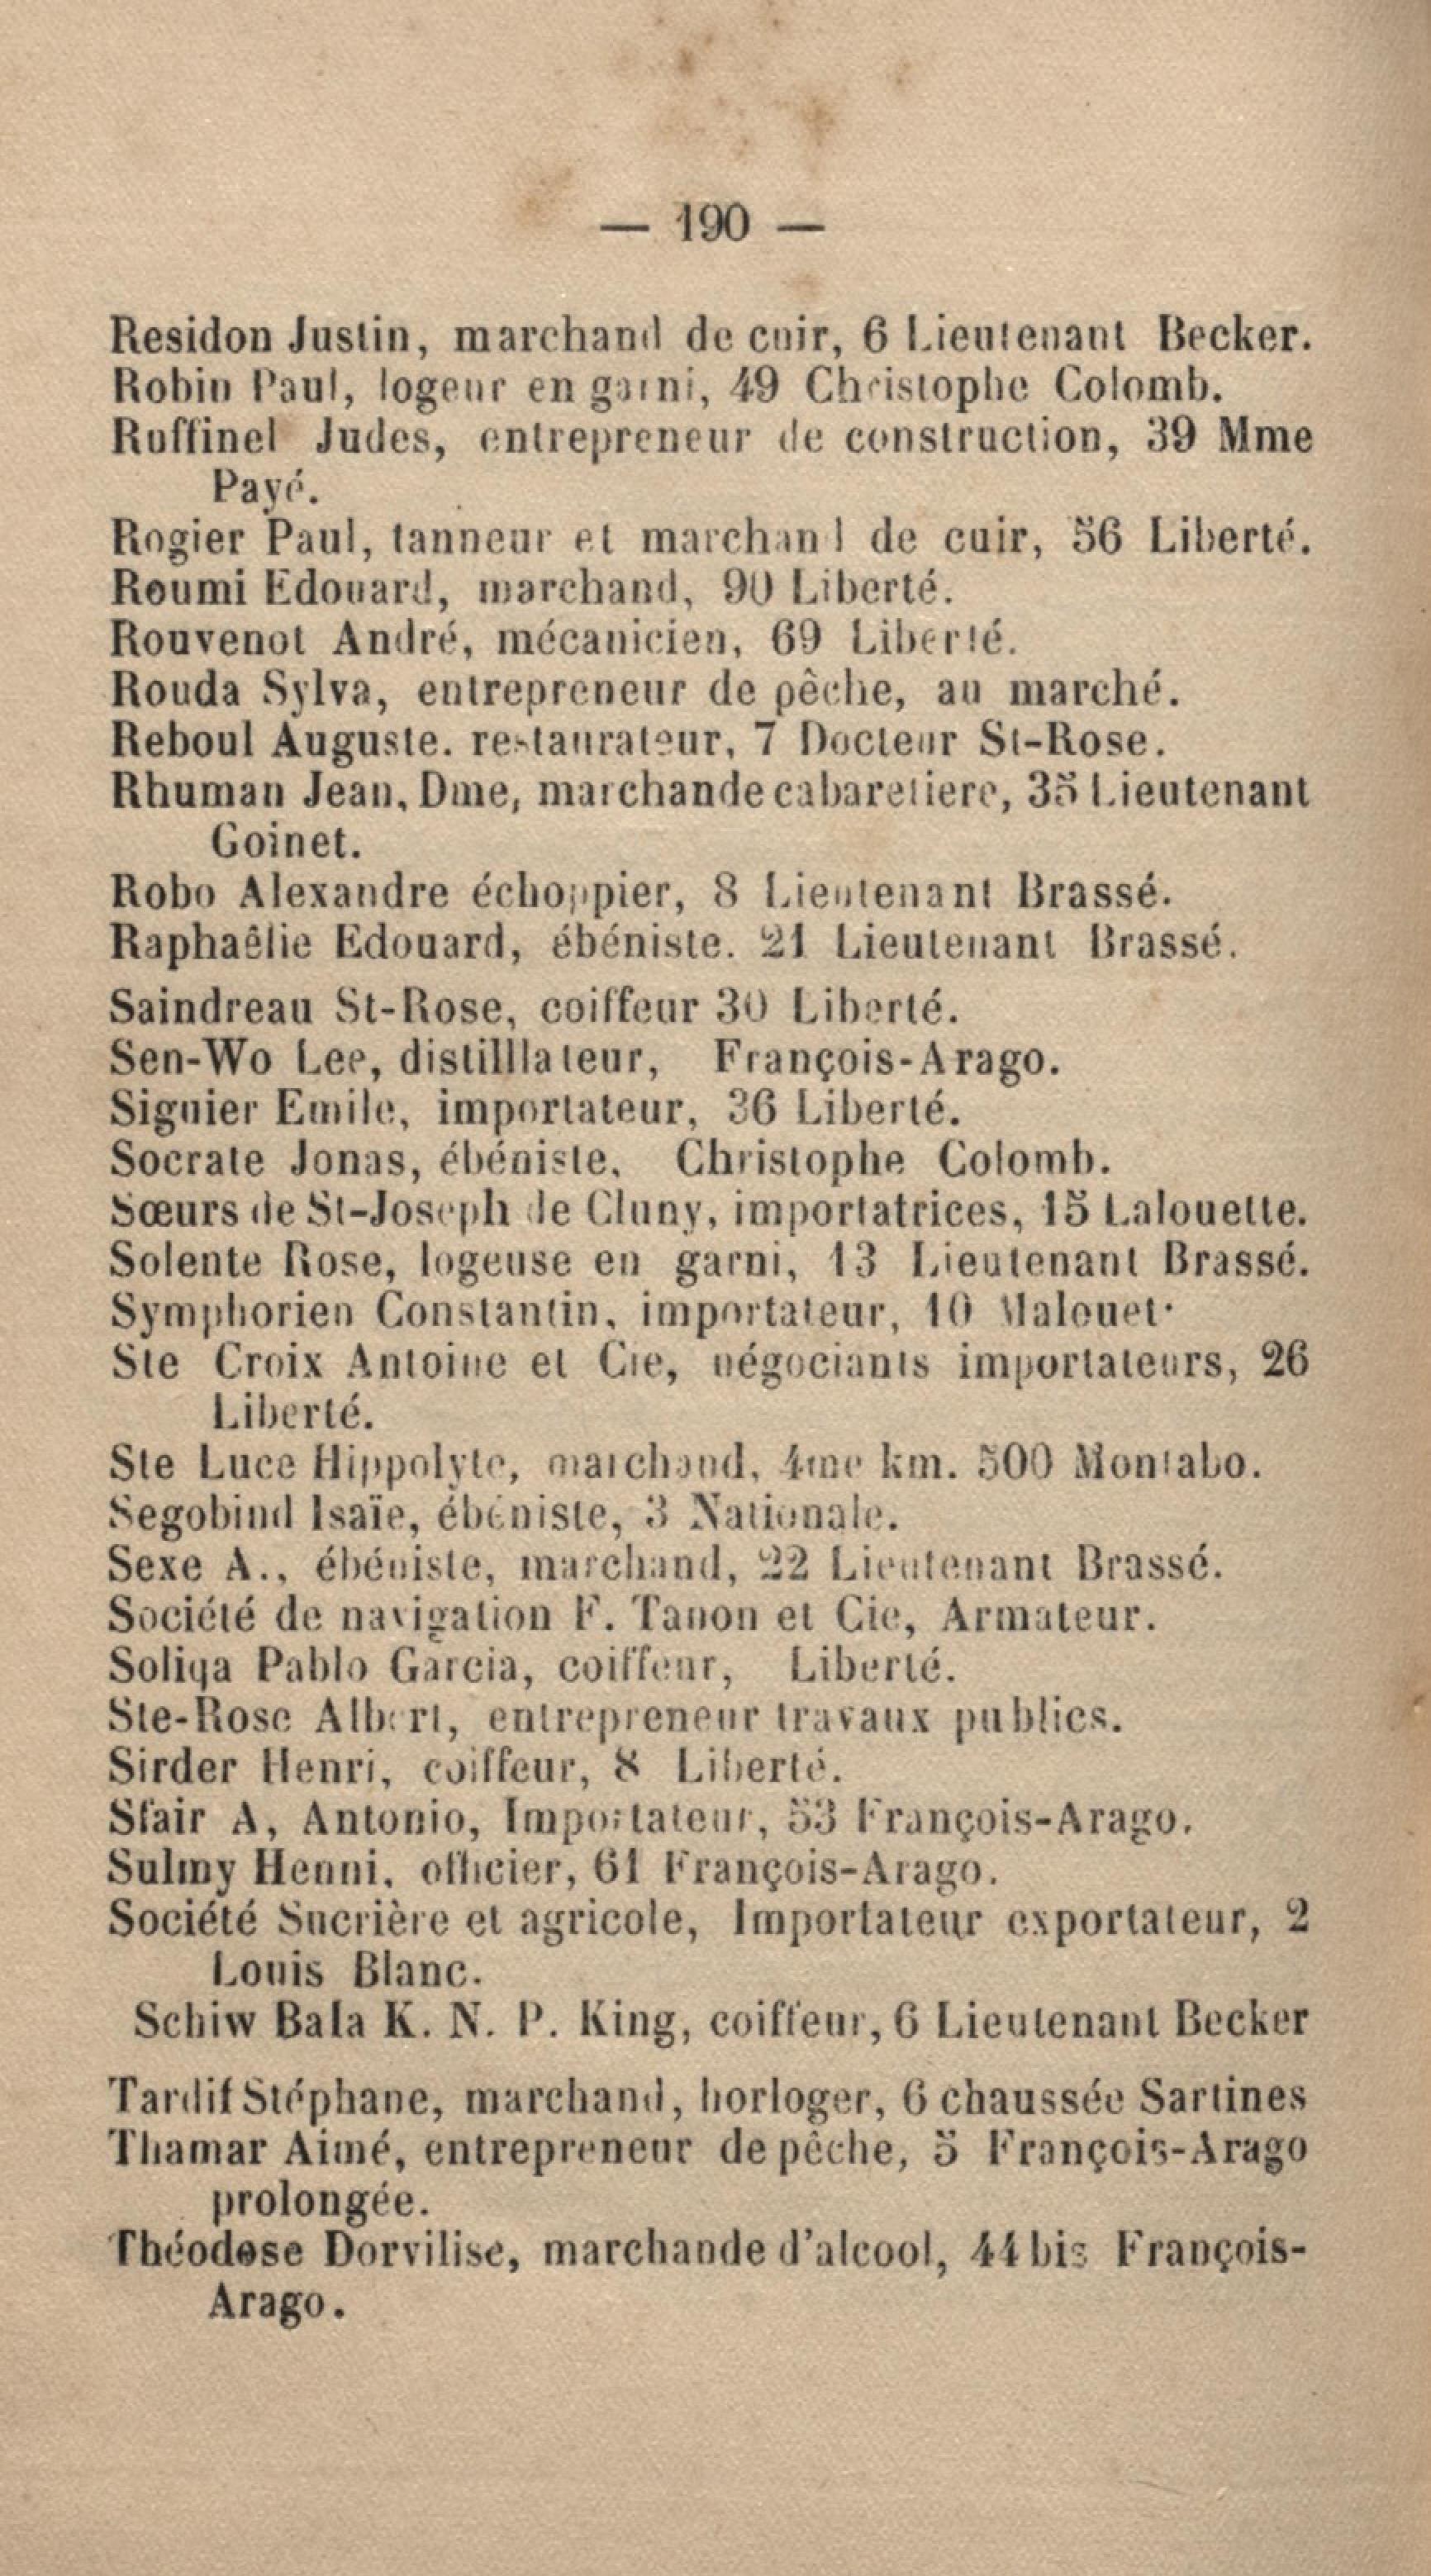 — 190 —
Residon Justin, marchand de cuir, 6 Lieutenant Becker.
Robin Paul, logeur en garni, 49 Christophe Colomb.
Ruffinel Judes, entrepreneur de construction, 39 Mme
Payé.
Rogier Paul, tanneur et marchand de cuir, 56 Liberté.
Roumi Edouard, marchand, 90 Liberté.
Rouvenot André, mécanicien, 69 Liberté.
Rouda Sylva, entrepreneur de pêche, au marché.
Reboul Auguste. restaurateur, 7 Docteur St-Rose.
Rhuman Jean, Dme, marchande cabaretiere, 35 Lieutenant
Goinet.
Robo Alexandre échoppier, 8 Lieutenant Brassé.
Raphaêlie Edouard, ébéniste. 21 Lieutenant Brassé.
Saindreau St-Rose, coiffeur 30 Liberté.
Sen-Wo Lee, distilllateur, François-Arago.
Siguier Emile, importateur, 36 Liberté.
Socrate Jonas, ébéniste, Christophe Colomb.
Sœurs de St-Joseph de Cluny, importatrices, 15 Lalouette.
Solente Rose, logeuse en garni, 13 Lieutenant Brassé.
Symphorien Constantin, importateur, 10 Malouet·
Ste Croix Antoine et Cie, négociants importateurs, 26
Liberté.
Ste Luce Hippolyte, marchand, 4me km. 500 Montabo.
Segobind Isaïe, ébéniste, 3 Nationale.
Sexe A., ébéniste, marchand, 22 Lieutenant Brassé.
Société de navigation F. Tanon et Cie, Armateur.
Soliya Pablo Garcia, coiffeur, Liberté.
Ste-Rose Albert, entrepreneur travaux publics.
Sirder Henri, coiffeur, 8 Liberté.
Sfair A, Antonio, Importateur, 53 François-Arago.
Sulmy Henni, officier, 61 François-Arago.
Société Sucrière et agricole, Importateur exportateur, 2
Louis Blanc.
Schiw Bala K. N. P. King, coiffeur, 6 Lieutenant Becker
Tardif Stéphane, marchand, horloger, 6 chaussée Sartines
Thamar Aimé, entrepreneur de pêche, 5 François-Arago
prolongée.
Théodose Dorvilise, marchande d'alcool, 44 bis François-
Arago.